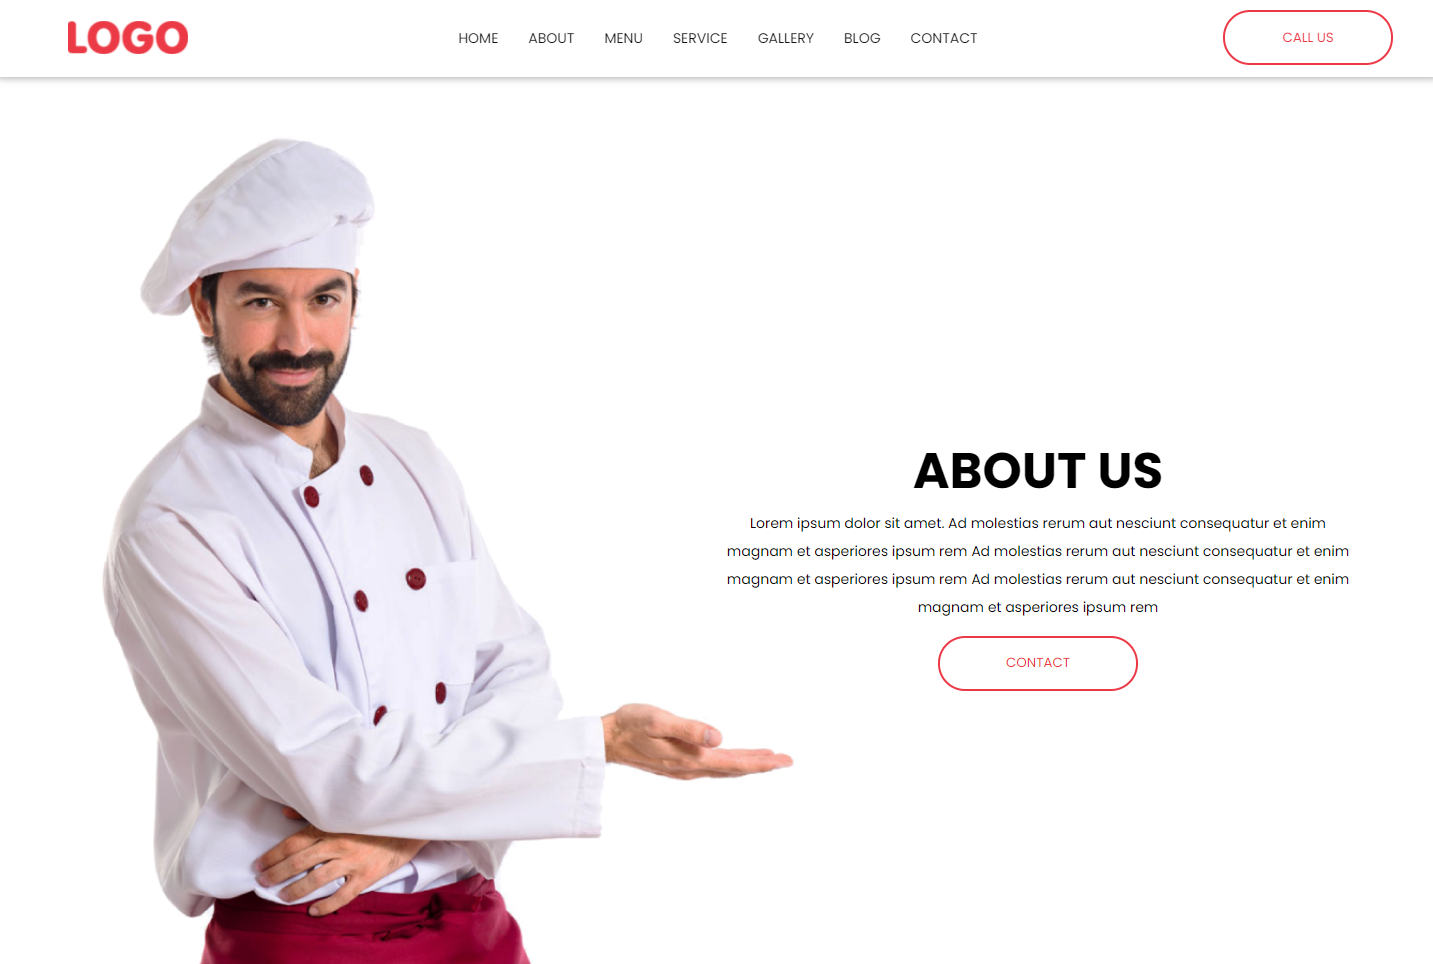 LOGO
HOME ABOUT MENU SERVICE GALLERY BLOG CONTACT
CALL US
ABOUT US
Lorem ipsum dolor sit amet. Ad molestias rerum aut nesciunt consequatur et enim
magnam et asperiores ipsum rem Ad molestias rerum aut nesciunt consequatur et enim
magnam et asperiores ipsum rem Ad molestias rerum aut nesciunt consequatur et enim
magnam et asperiores ipsum rem
CONTACT